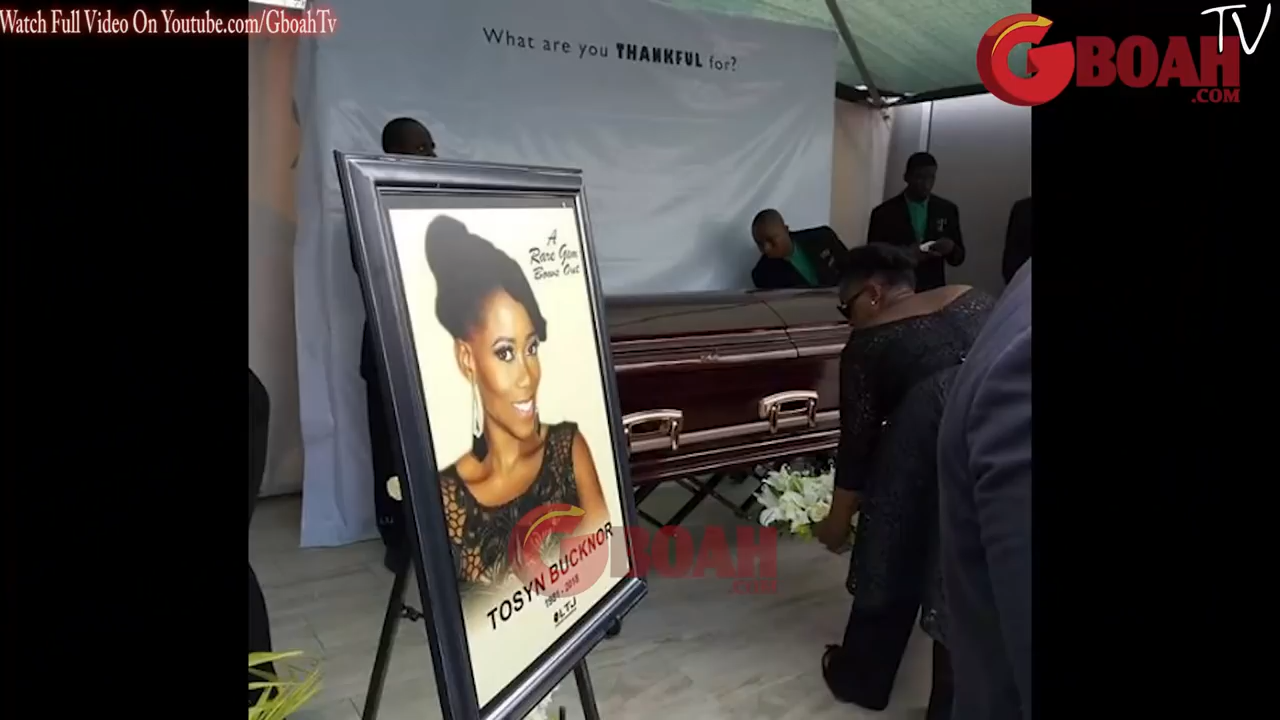 Watch Full Video On Youtube.com/GboahTv
What are you THANKFUL for?
GBOAH TV
.COM
A
Rare Gem
Bows Out
GBOAH
.COM
TOSYN BUCKNOR
1981 - 2018